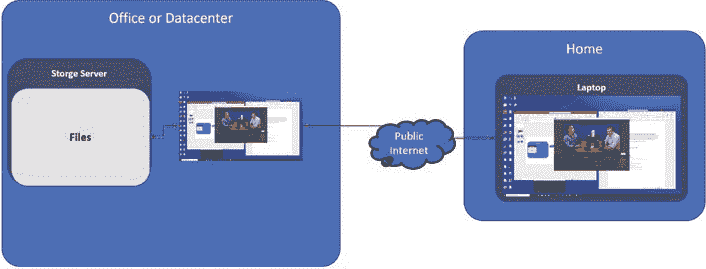 Office or Datacenter
Storge Server
Files
Public
Internet
Home
Laptop